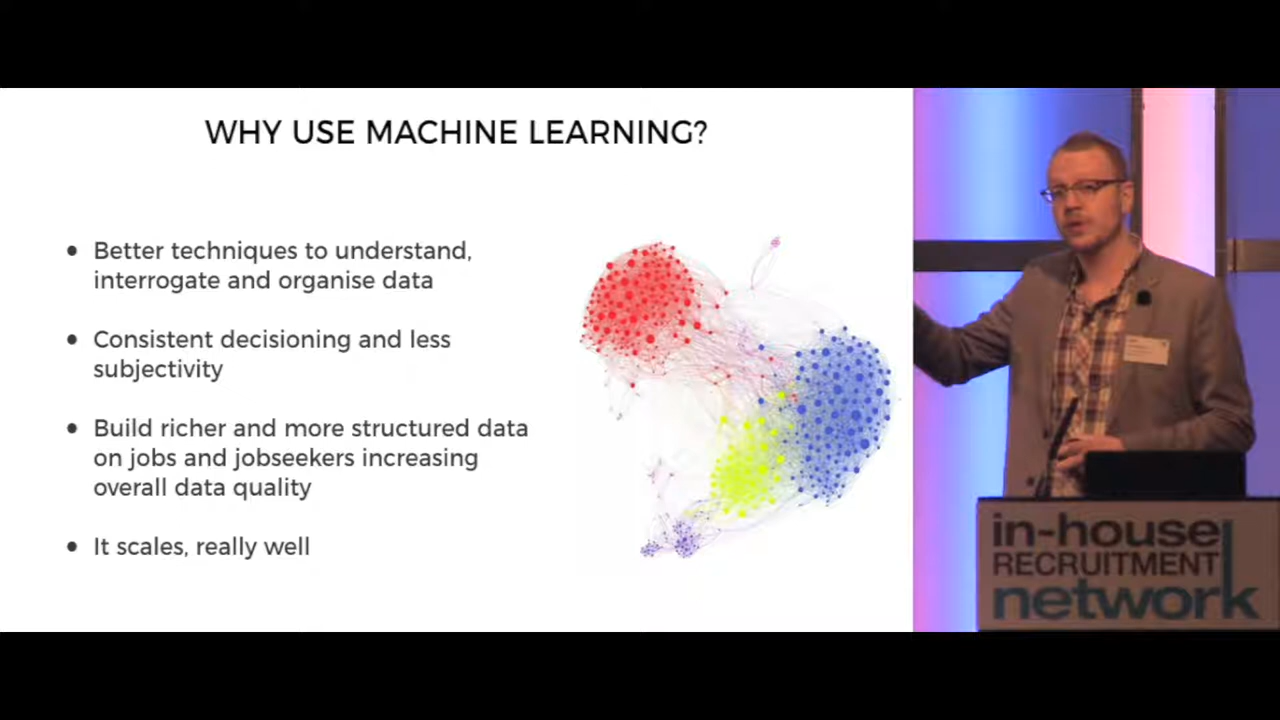 WHY USE MACHINE LEARNING?
• Better techniques to understand,
interrogate and organise data
• Consistent decisioning and less
subjectivity
• Build richer and more structured data
on jobs and jobseekers increasing
overall data quality
• It scales, really well
in-house
RECRUITMENT
network